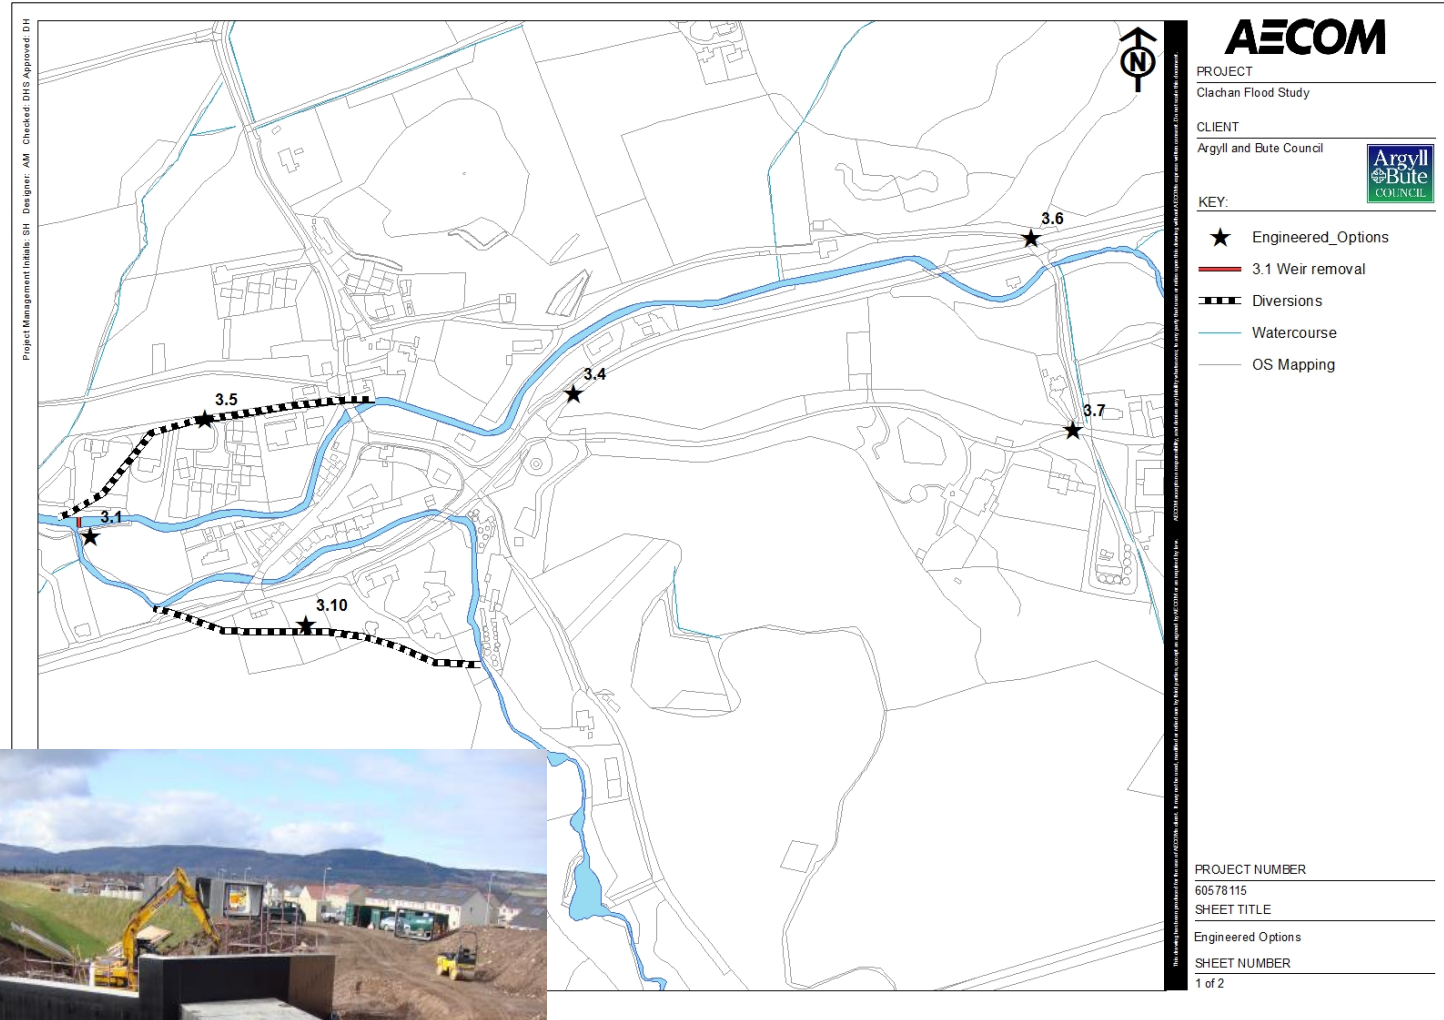 Project Management Initials: SH Designer: AM Checked: DHS Approved: DH
N
3.6
3.4
3.5
3.7
3.1
3.10
AECOM
PROJECT
Clachan Flood Study
CLIENT
Argyll and Bute Council
Argyll
Bute
COUNCIL
KEY:
Engineered_Options
3.1 Weir removal
Diversions
Watercourse
OS Mapping
PROJECT NUMBER
60578115
SHEET TITLE
Engineered Options
SHEET NUMBER
1 of 2